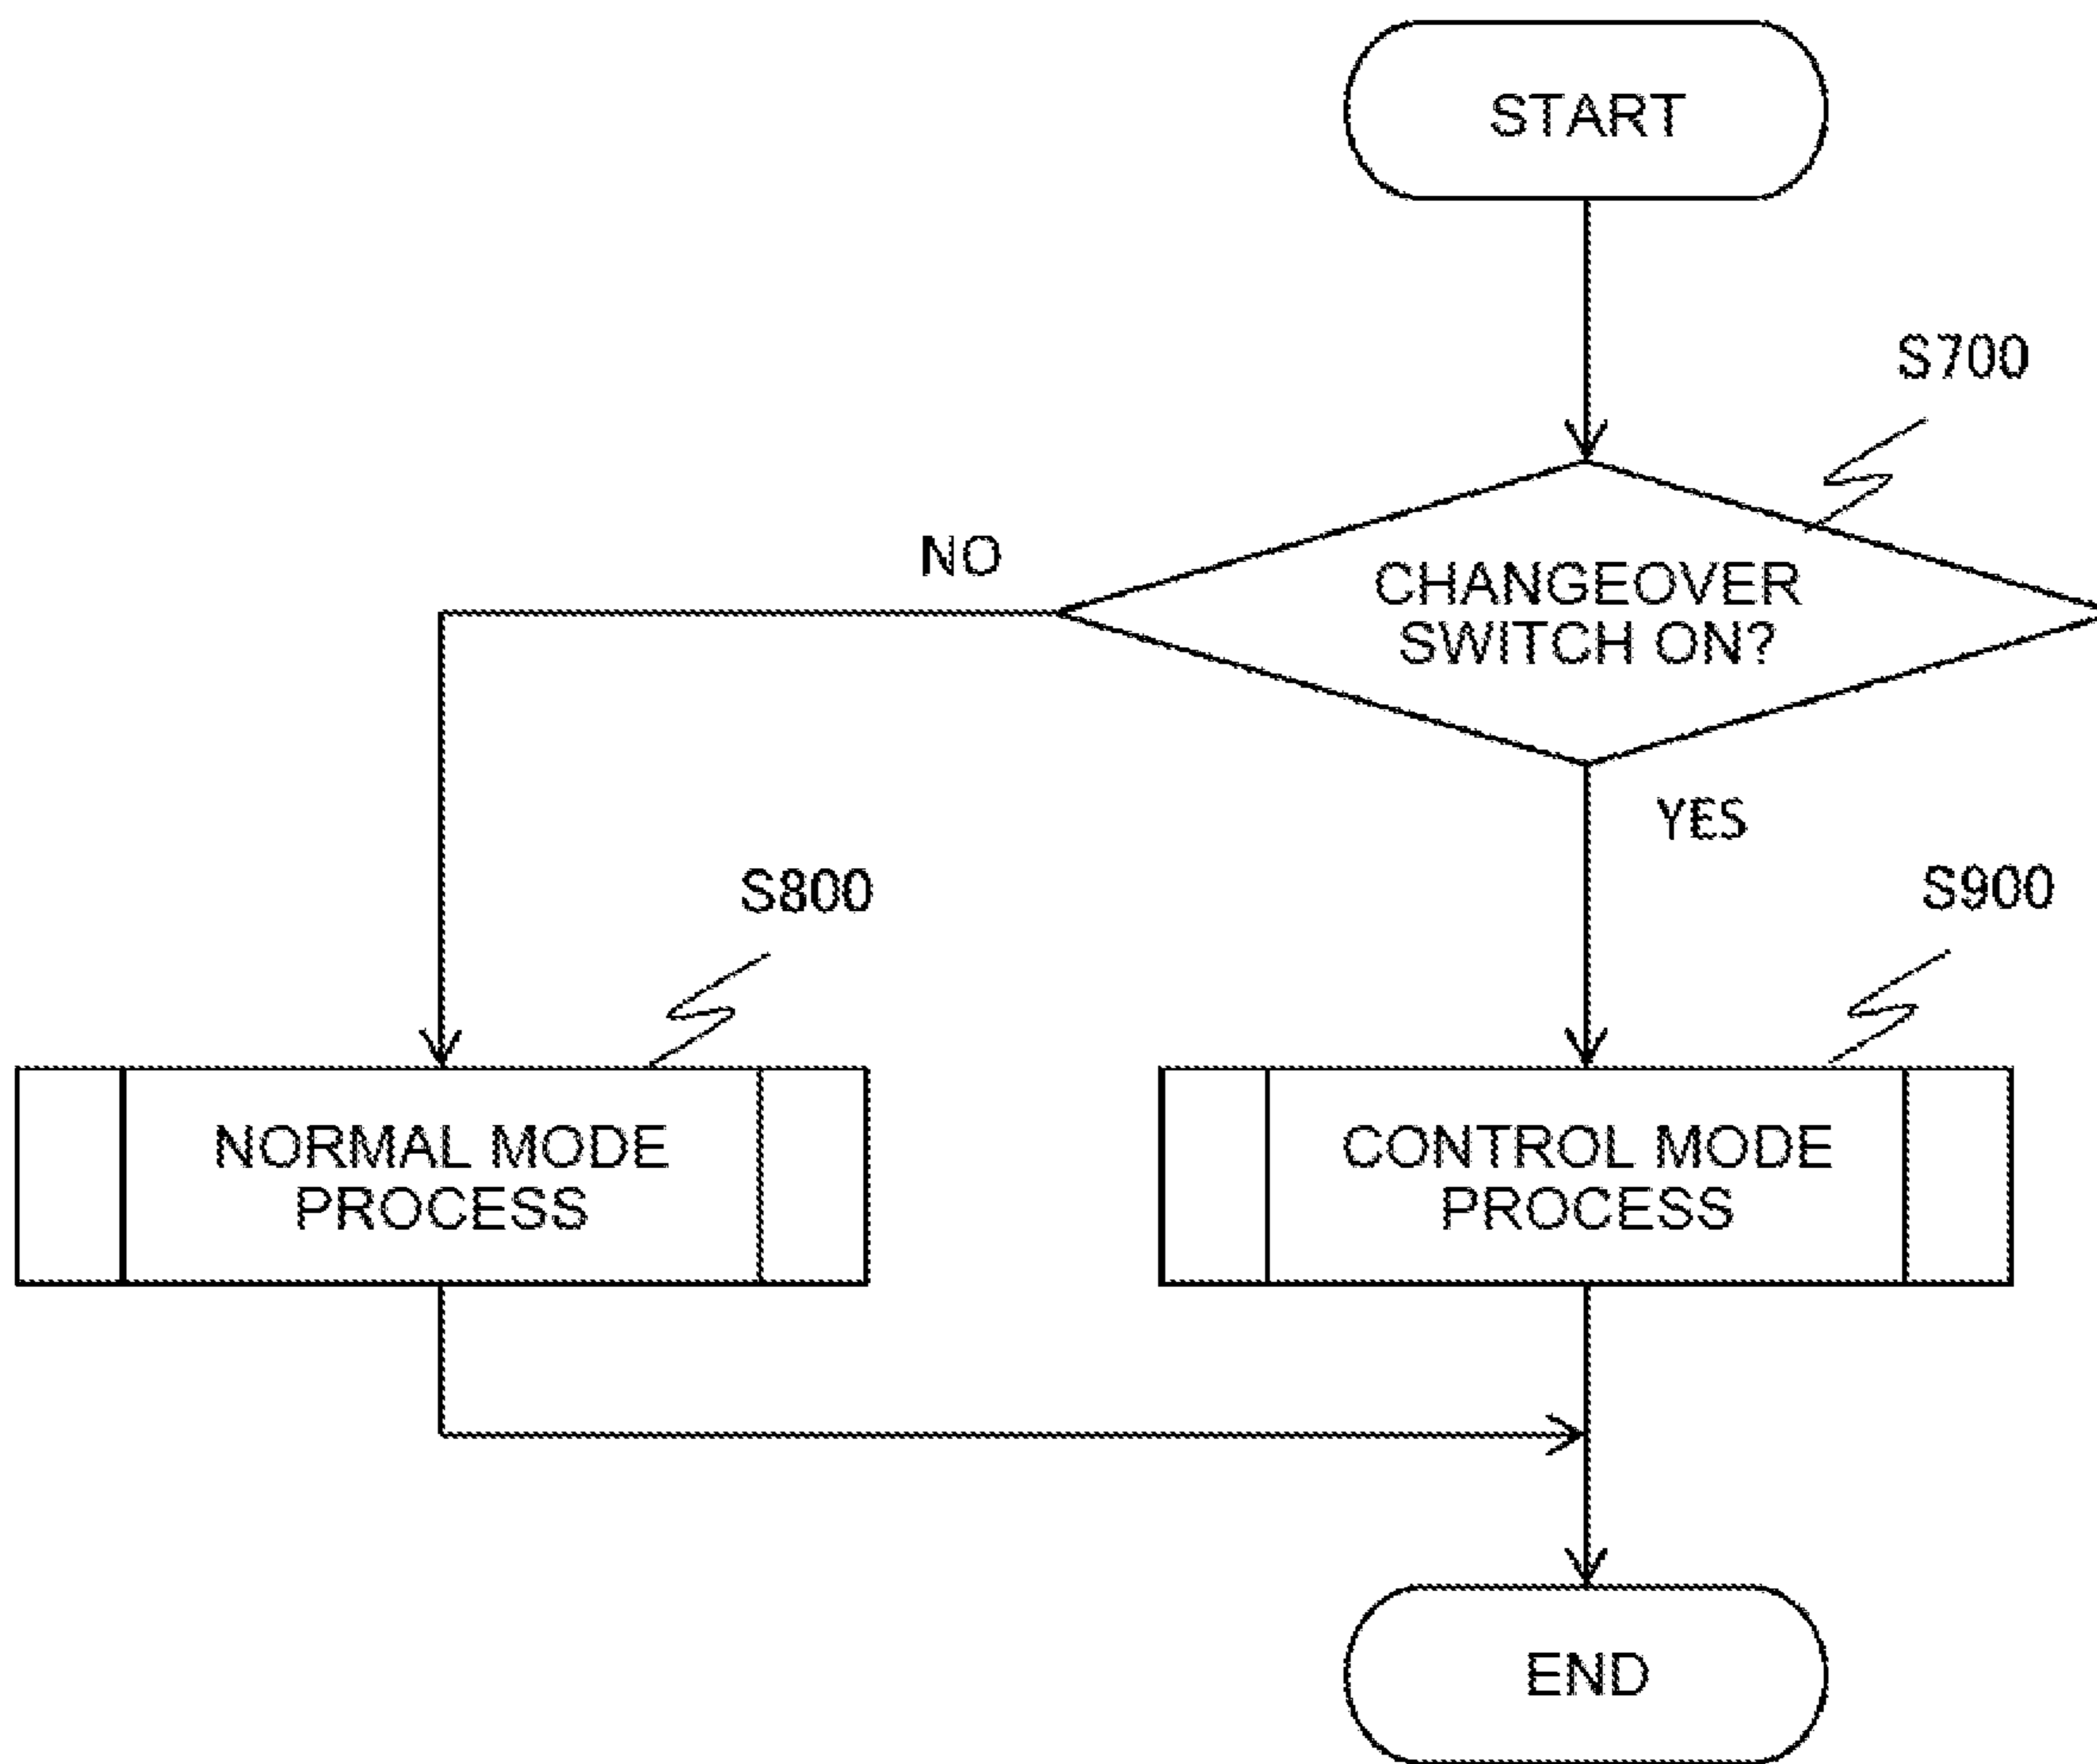 START
S700
NO
CHANGEOVER
SWITCH ON?
YES
S800
S900
NORMAL MODE
PROCESS
CONTROL MODE
PROCESS
END